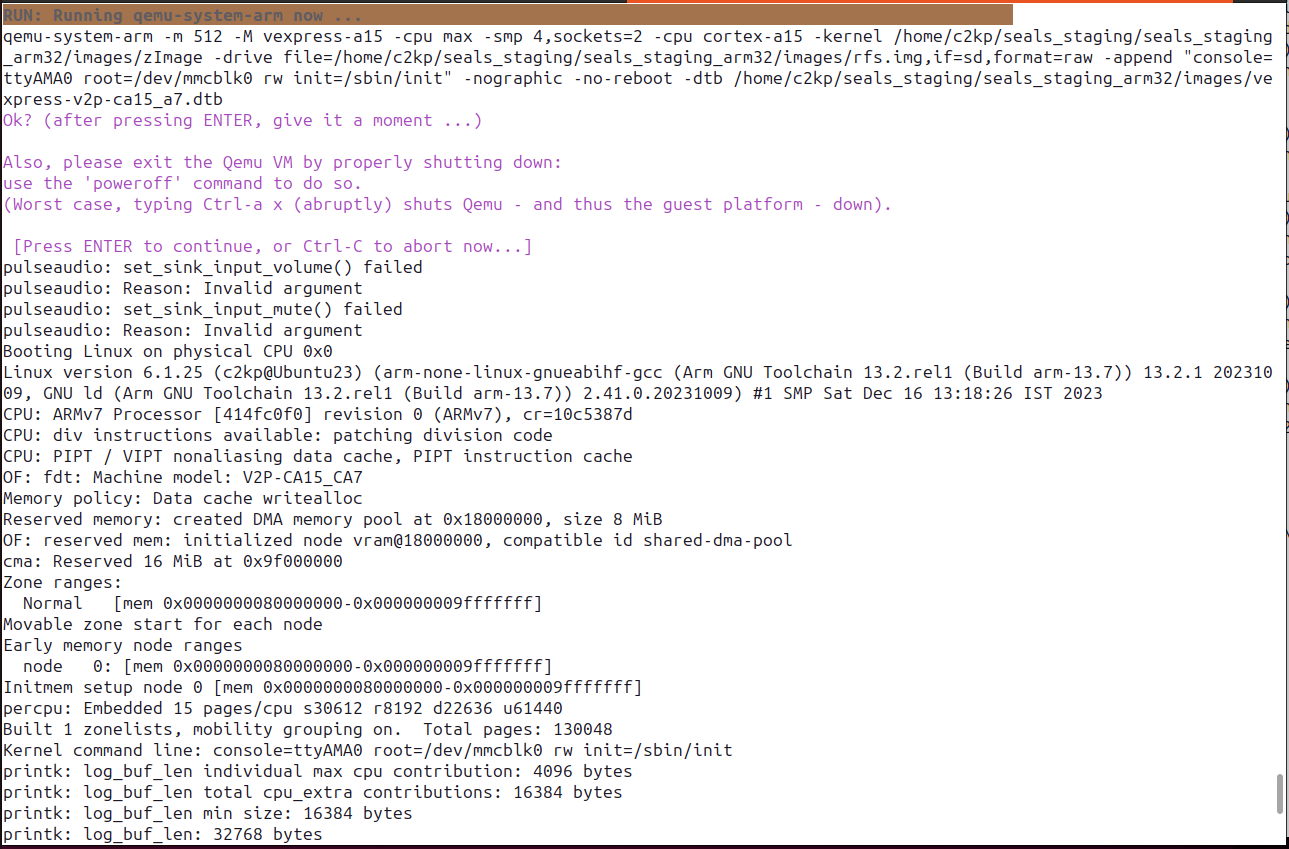 RUN: Running qemu-system-arm now ...
qemu-system-arm -m 512 -M vexpress-a15 -cpu max -smp 4,sockets=2 -cpu cortex-a15 -kernel /home/c2kp/seals_staging/seals_staging
_arm32/images/zImage -drive file=/home/c2kp/seals_staging/seals_staging_arm32/images/rfs.img,if=sd,format=raw -append "console=
ttyAMA0 root=/dev/mmcblk0 rw init=/sbin/init" -nographic -no-reboot -dtb /home/c2kp/seals_staging/seals_staging_arm32/images/ve
xpress-v2p-ca15_a7.dtb
Ok? (after pressing ENTER, give it a moment ...)

Also, please exit the Qemu VM by properly shutting down:
use the 'poweroff' command to do so.
(Worst case, typing Ctrl-a x (abruptly) shuts Qemu - and thus the guest platform - down).

 [Press ENTER to continue, or Ctrl-C to abort now...]
pulseaudio: set_sink_input_volume() failed
pulseaudio: Reason: Invalid argument
pulseaudio: set_sink_input_mute() failed
pulseaudio: Reason: Invalid argument
Booting Linux on physical CPU 0x0
Linux version 6.1.25 (c2kp@Ubuntu23) (arm-none-linux-gnueabihf-gcc (Arm GNU Toolchain 13.2.rel1 (Build arm-13.7)) 13.2.1 202310
09, GNU ld (Arm GNU Toolchain 13.2.rel1 (Build arm-13.7)) 2.41.0.20231009) #1 SMP Sat Dec 16 13:18:26 IST 2023
CPU: ARMv7 Processor [414fc0f0] revision 0 (ARMv7), cr=10c5387d
CPU: div instructions available: patching division code
CPU: PIPT / VIPT nonaliasing data cache, PIPT instruction cache
OF: fdt: Machine model: V2P-CA15_CA7
Memory policy: Data cache writealloc
Reserved memory: created DMA memory pool at 0x18000000, size 8 MiB
OF: reserved mem: initialized node vram@18000000, compatible id shared-dma-pool
cma: Reserved 16 MiB at 0x9f000000
Zone ranges:
  Normal   [mem 0x0000000080000000-0x000000009fffffff]
Movable zone start for each node
Early memory node ranges
  node   0: [mem 0x0000000080000000-0x000000009fffffff]
Initmem setup node 0 [mem 0x0000000080000000-0x000000009fffffff]
percpu: Embedded 15 pages/cpu s30612 r8192 d22636 u61440
Built 1 zonelists, mobility grouping on.  Total pages: 130048
Kernel command line: console=ttyAMA0 root=/dev/mmcblk0 rw init=/sbin/init
printk: log_buf_len individual max cpu contribution: 4096 bytes
printk: log_buf_len total cpu_extra contributions: 16384 bytes
printk: log_buf_len min size: 16384 bytes
printk: log_buf_len: 32768 bytes